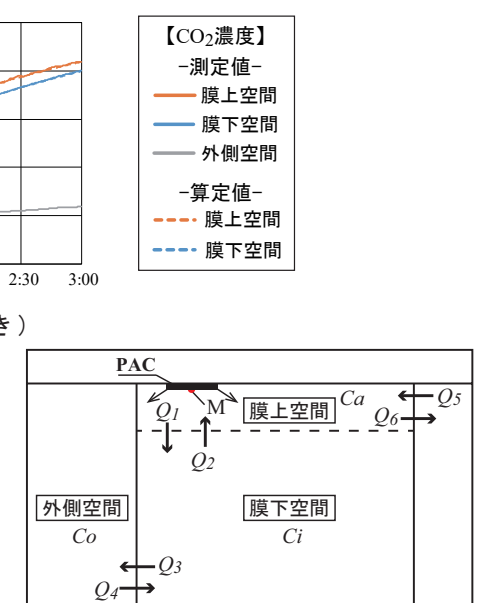 【CO2濃度】
−測定値−
膜上空間
膜下空間
外側空間
−算定値−
膜上空間
膜下空間
2:30 3:00
き）
PAC
Q1 M 膜上空間 Ca Q5
Q6
Q2
外側空間 膜下空間
Co Ci
Q3
Q4